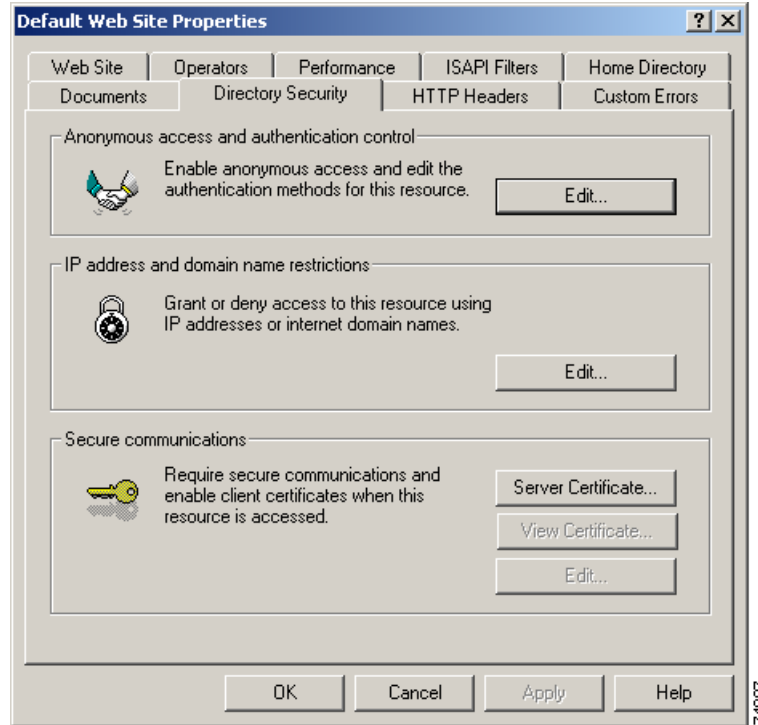 Default Web Site Properties
? X
Web Site Operators Performance ISAPI Filters Home Directory
Documents Directory Security HTTP Headers Custom Errors
Anonymous access and authentication control
Enable anonymous access and edit the
authentication methods for this resource.
Edit...
IP address and domain name restrictions
Grant or deny access to this resource using
IP addresses or internet domain names.
Edit...
Secure communications
Require secure communications and
enable client certificates when this
resource is accessed.
Server Certificate...
View Certificate...
Edit...
OK Cancel Apply Help